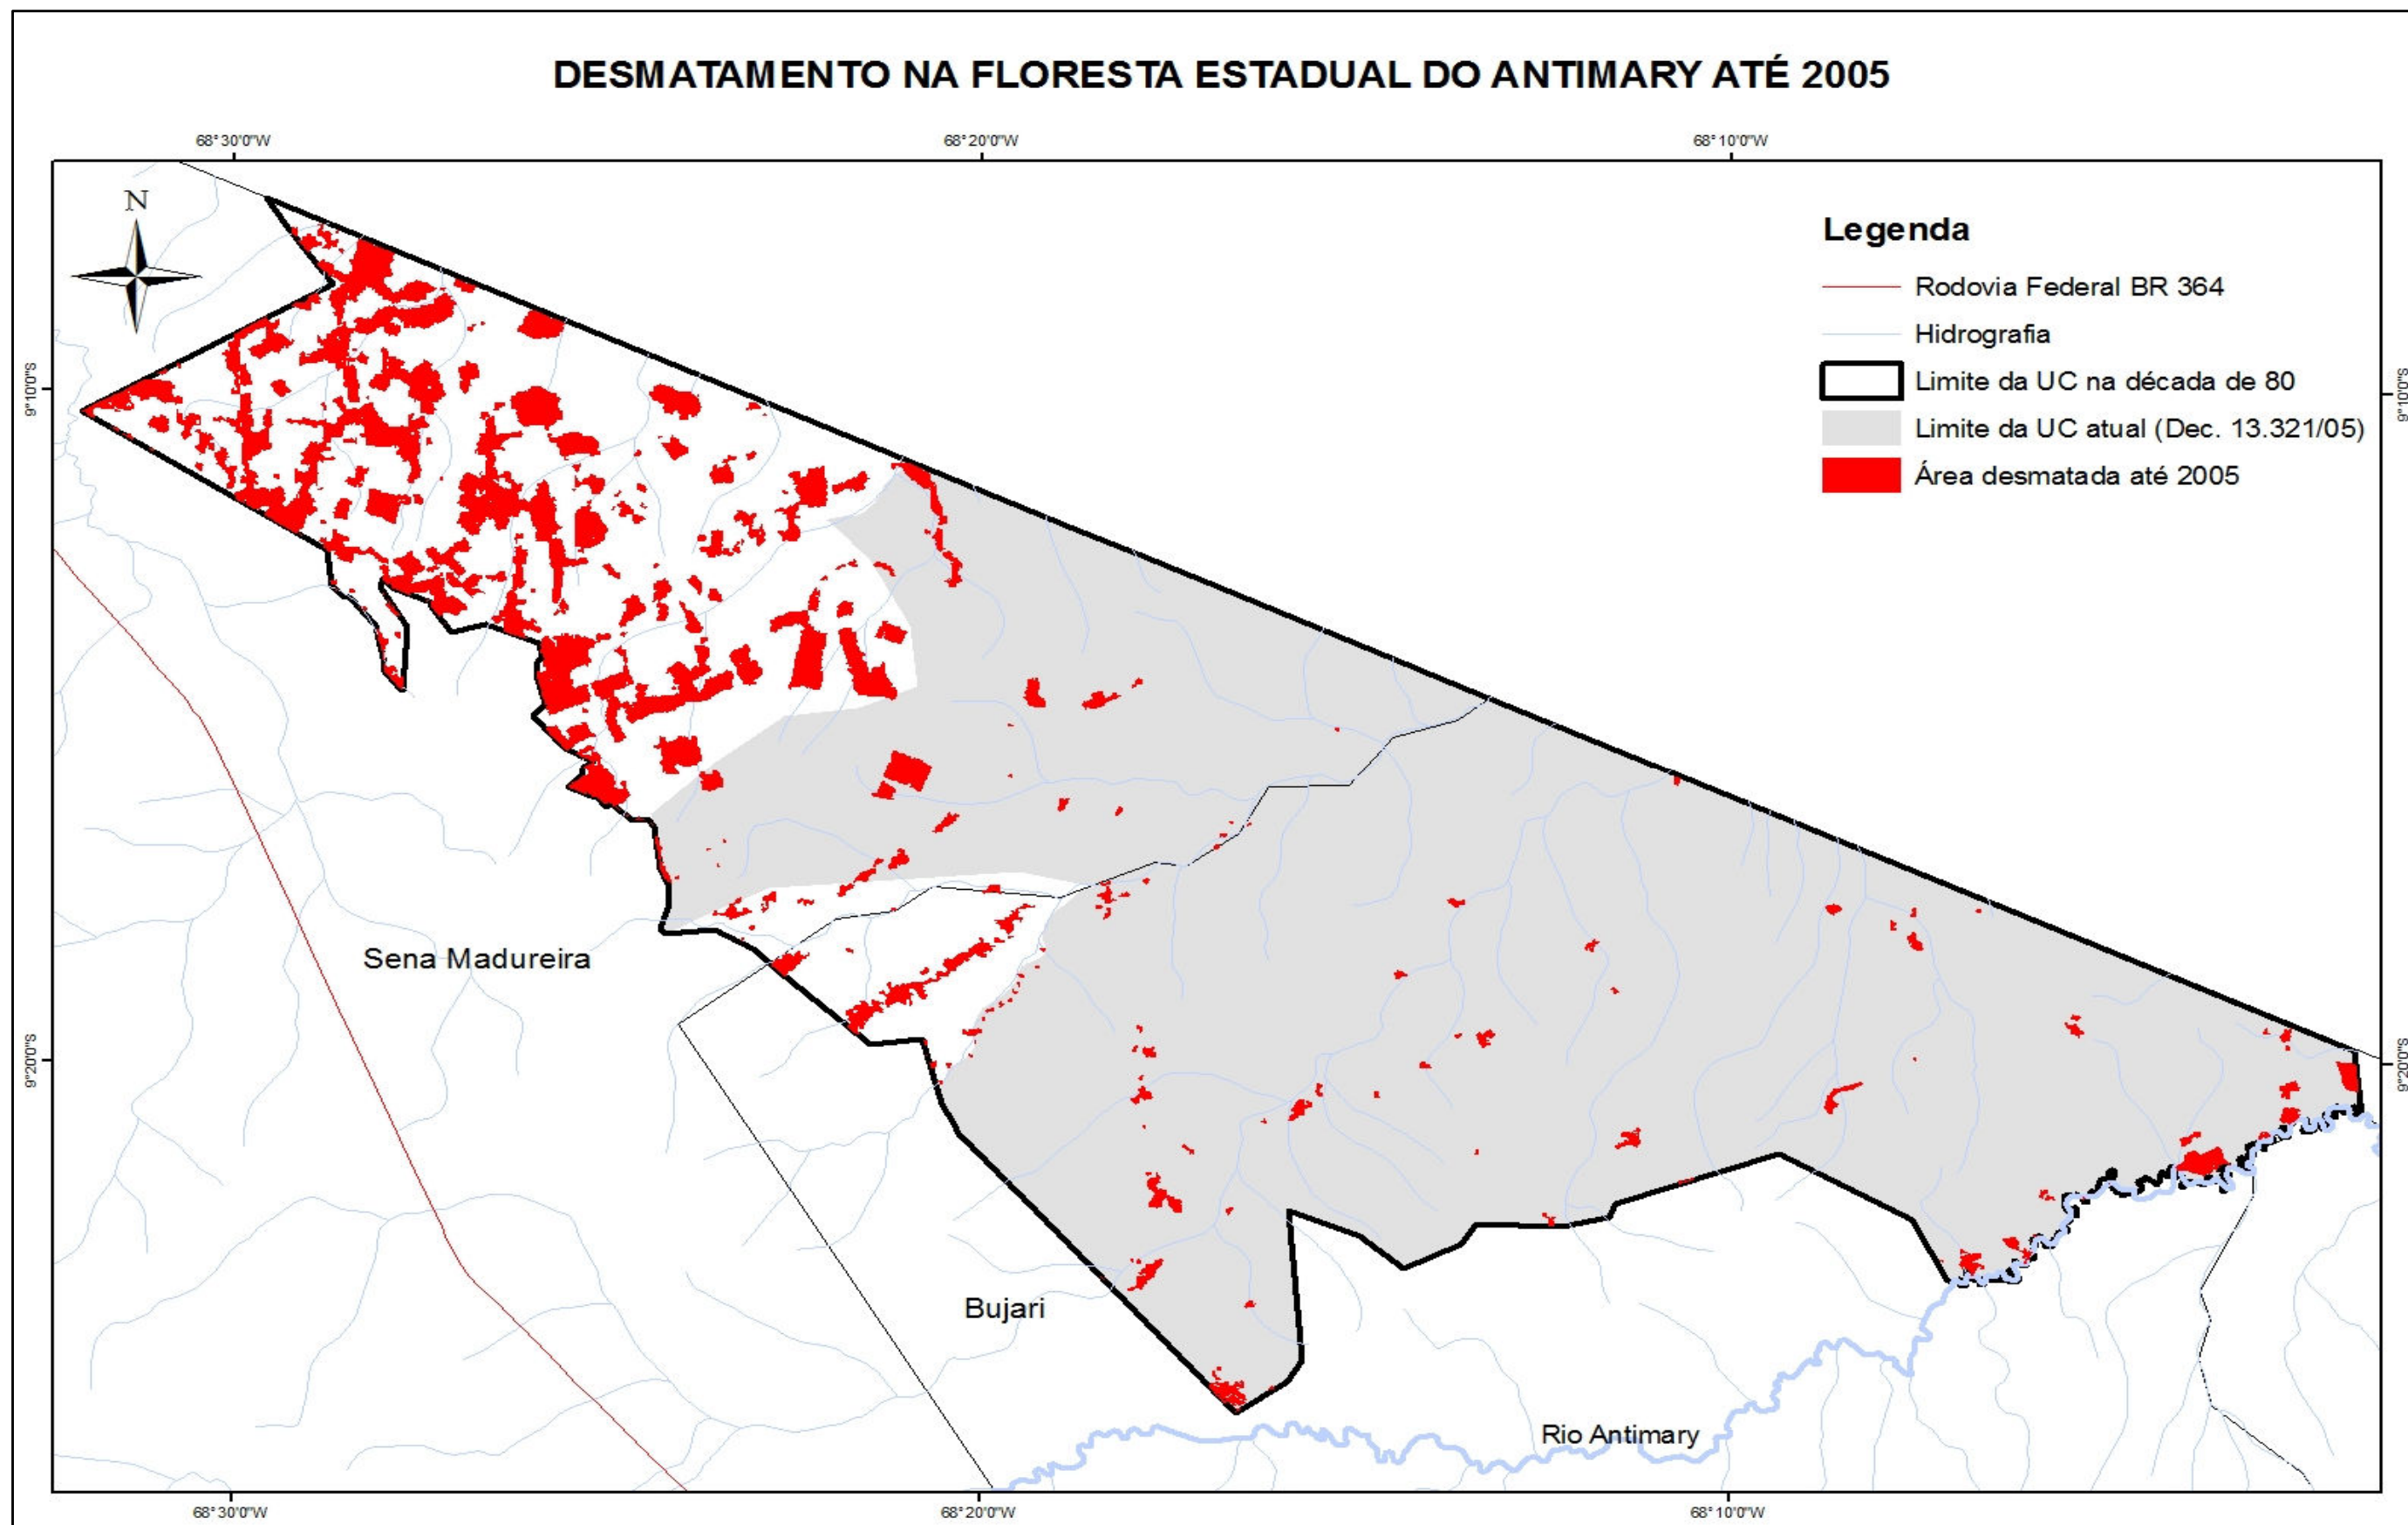 DESMATAMENTO NA FLORESTA ESTADUAL DO ANTIMARY ATÉ 2005
68°30'0"W
68°20'0"W
68°10'0"W
N
Legenda
Rodovia Federal BR 364
Hidrografia
Limite da UC na década de 80
Limite da UC atual (Dec. 13.321/05)
Área desmatada até 2005
9°10'0"S
9°10'0"S
Sena Madureira
9°20'0"S
9°20'0"S
Bujari
Rio Antimary
68°30'0"W
68°20'0"W
68°10'0"W